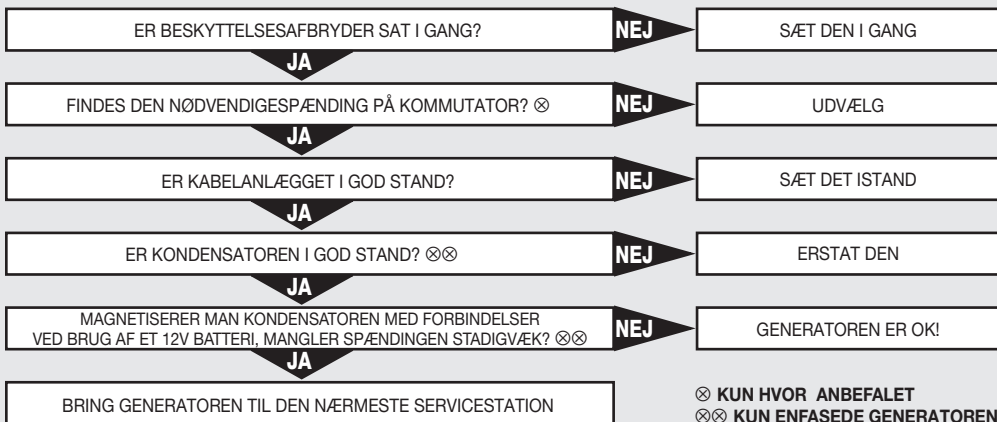 ER BESKYTTELSESAFBRYDER SAT I GANG?
NEJ
SÆT DEN I GANG
JA
FINDES DEN NØDVENDIGESPÆNDING PÅ KOMMUTATOR? ⊗
NEJ
UDVÆLG
JA
ER KABELANLÆGGET I GOD STAND?
NEJ
SÆT DET ISTAND
JA
ER KONDENSATOREN I GOD STAND? ⊗⊗
NEJ
ERSTAT DEN
JA
MAGNETISERER MAN KONDENSATOREN MED FORBINDELSER
VED BRUG AF ET 12V BATTERI, MANGLER SPÆNDINGEN STADIGVÆK? ⊗⊗
NEJ
GENERATOREN ER OK!
JA
BRING GENERATOREN TIL DEN NÆRMESTE SERVICESTATION
⊗ KUN HVOR ANBEFALET
⊗⊗ KUN ENFASEDE GENERATOREN